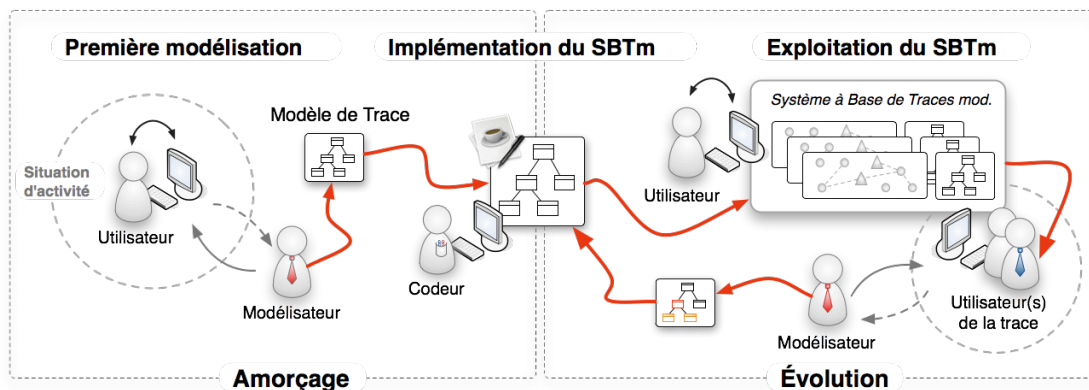 Première modélisation
Implémentation du SBTm
Exploitation du SBTm
Système à Base de Traces mod.
Modèle de Trace
Situation
d'activité
Utilisateur
Utilisateur
Modélisateur
Codeur
Modélisateur
Utilisateur(s)
de la trace
Amorçage
Évolution